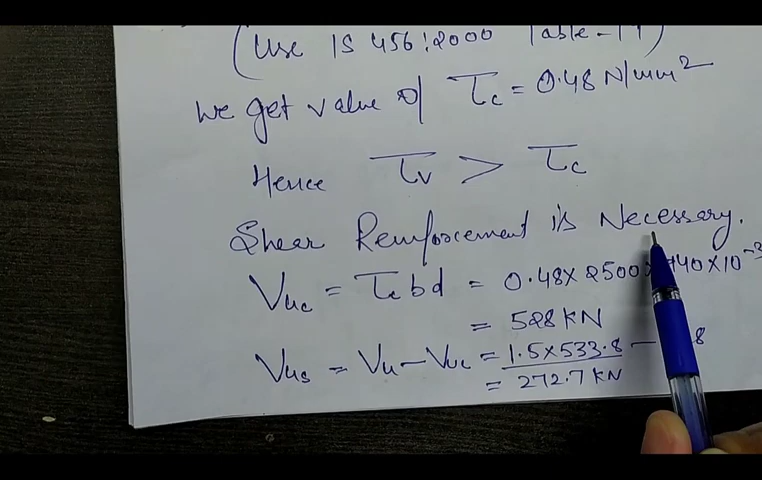 (Use IS 456:2000 Table-
We get value of τc = 0.48 N/mm²
Hence τv > τc
Shear Reinforcement is Necessary.
Vuc = τc bd = 0.48 × 2500 × 440 × 10⁻³
= 528 KN
Vus = Vu - Vuc = 1.5 × 533.8 - 8
= 272.7 KN